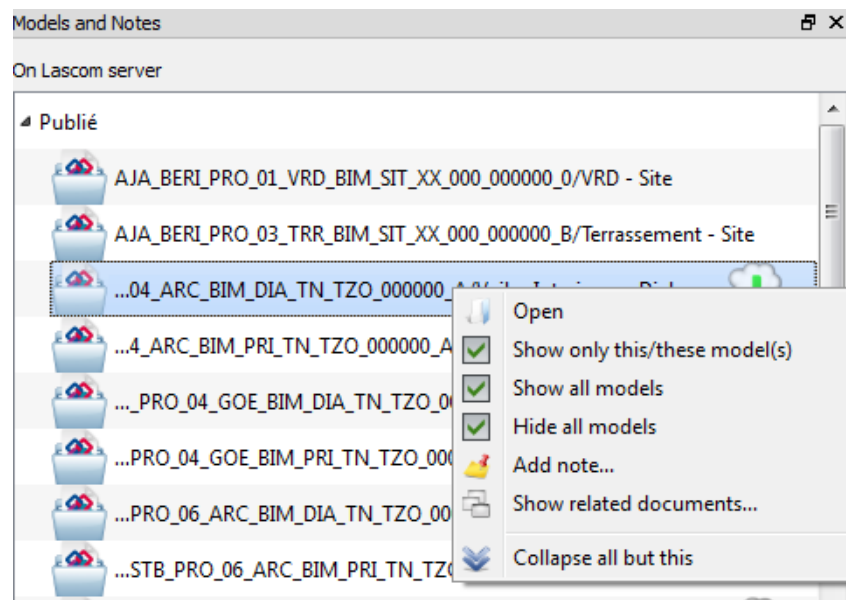 Models and Notes
On Lascom server
Publié
AJA_BERI_PRO_01_VRD_BIM_SIT_XX_000_000000_0/VRD - Site
AJA_BERI_PRO_03_TRR_BIM_SIT_XX_000_000000_B/Terrassement - Site
...04_ARC_BIM_DIA_TN_TZO_000000_
...4_ARC_BIM_PRI_TN_TZO_000000_A
..._PRO_04_GOE_BIM_DIA_TN_TZO_0
...PRO_04_GOE_BIM_PRI_TN_TZO_000
...PRO_06_ARC_BIM_DIA_TN_TZO_00
...STB_PRO_06_ARC_BIM_PRI_TN_TZ
Open
Show only this/these model(s)
Show all models
Hide all models
Add note...
Show related documents...
Collapse all but this